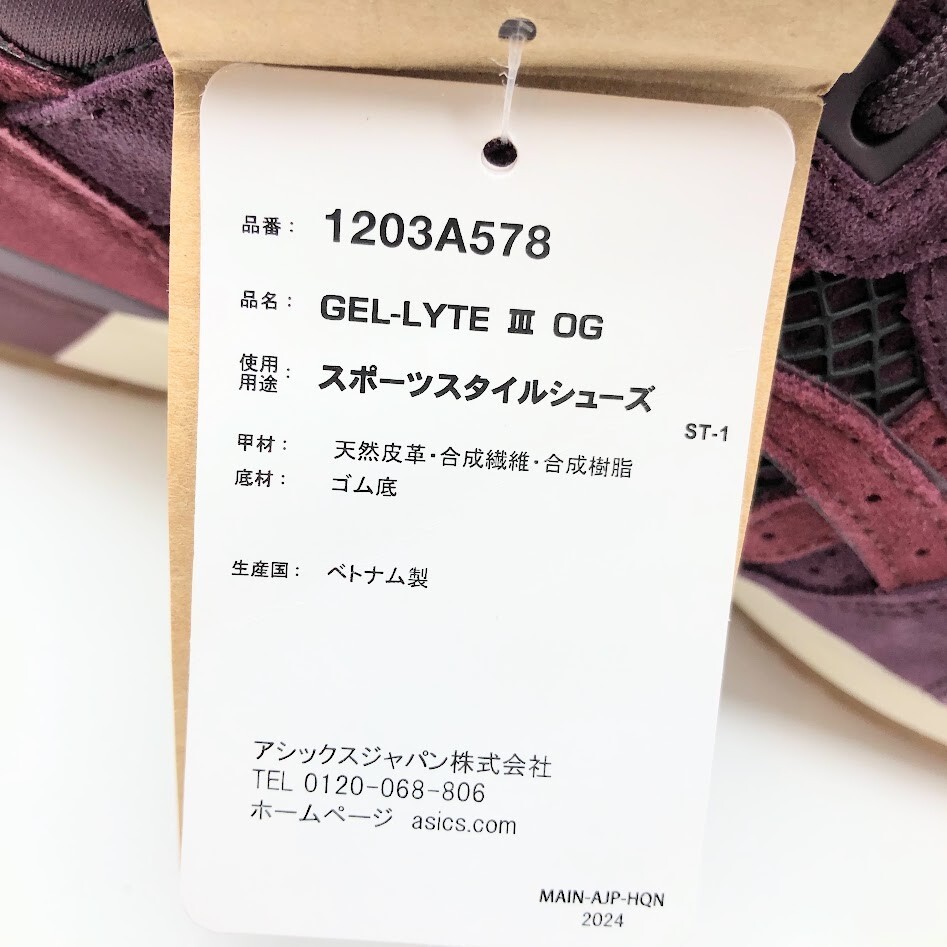 品番： 1203A578
品名： GEL-LYTE Ⅲ OG
使用用途： スポーツスタイルシューズ
ST-1
甲材： 天然皮革・合成繊維・合成樹脂
底材： ゴム底
生産国： ベトナム製
アシックスジャパン株式会社
TEL 0120-068-806
ホームページ asics.com
MAIN-AJP-HQN
2024